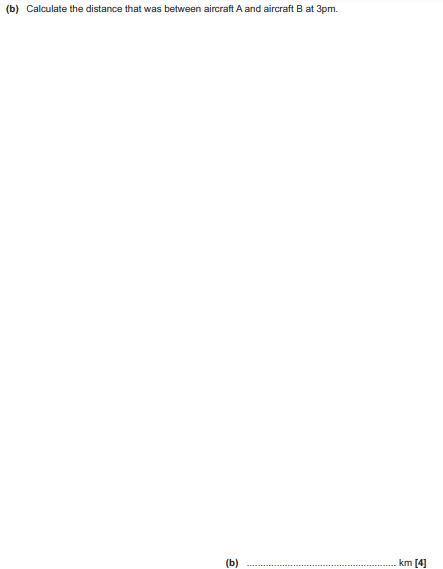 (b) Calculate the distance that was between aircraft A and aircraft B at 3pm.
(b) ........................................................ km [4]